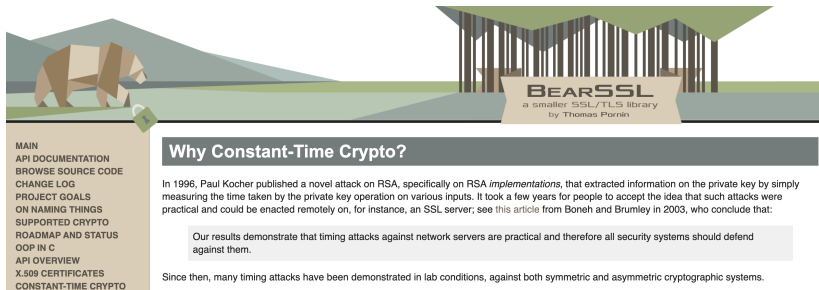 BEARSSL
a smaller SSL/TLS library
by Thomas Pornin
MAIN
API DOCUMENTATION
BROWSE SOURCE CODE
CHANGE LOG
PROJECT GOALS
ON NAMING THINGS
SUPPORTED CRYPTO
ROADMAP AND STATUS
OOP IN C
API OVERVIEW
X.509 CERTIFICATES
CONSTANT-TIME CRYPTO
Why Constant-Time Crypto?
In 1996, Paul Kocher published a novel attack on RSA, specifically on RSA implementations, that extracted information on the private key by simply
measuring the time taken by the private key operation on various inputs. It took a few years for people to accept the idea that such attacks were
practical and could be enacted remotely on, for instance, an SSL server; see this article from Boneh and Brumley in 2003, who conclude that:
Our results demonstrate that timing attacks against network servers are practical and therefore all security systems should defend
against them.
Since then, many timing attacks have been demonstrated in lab conditions, against both symmetric and asymmetric cryptographic systems.